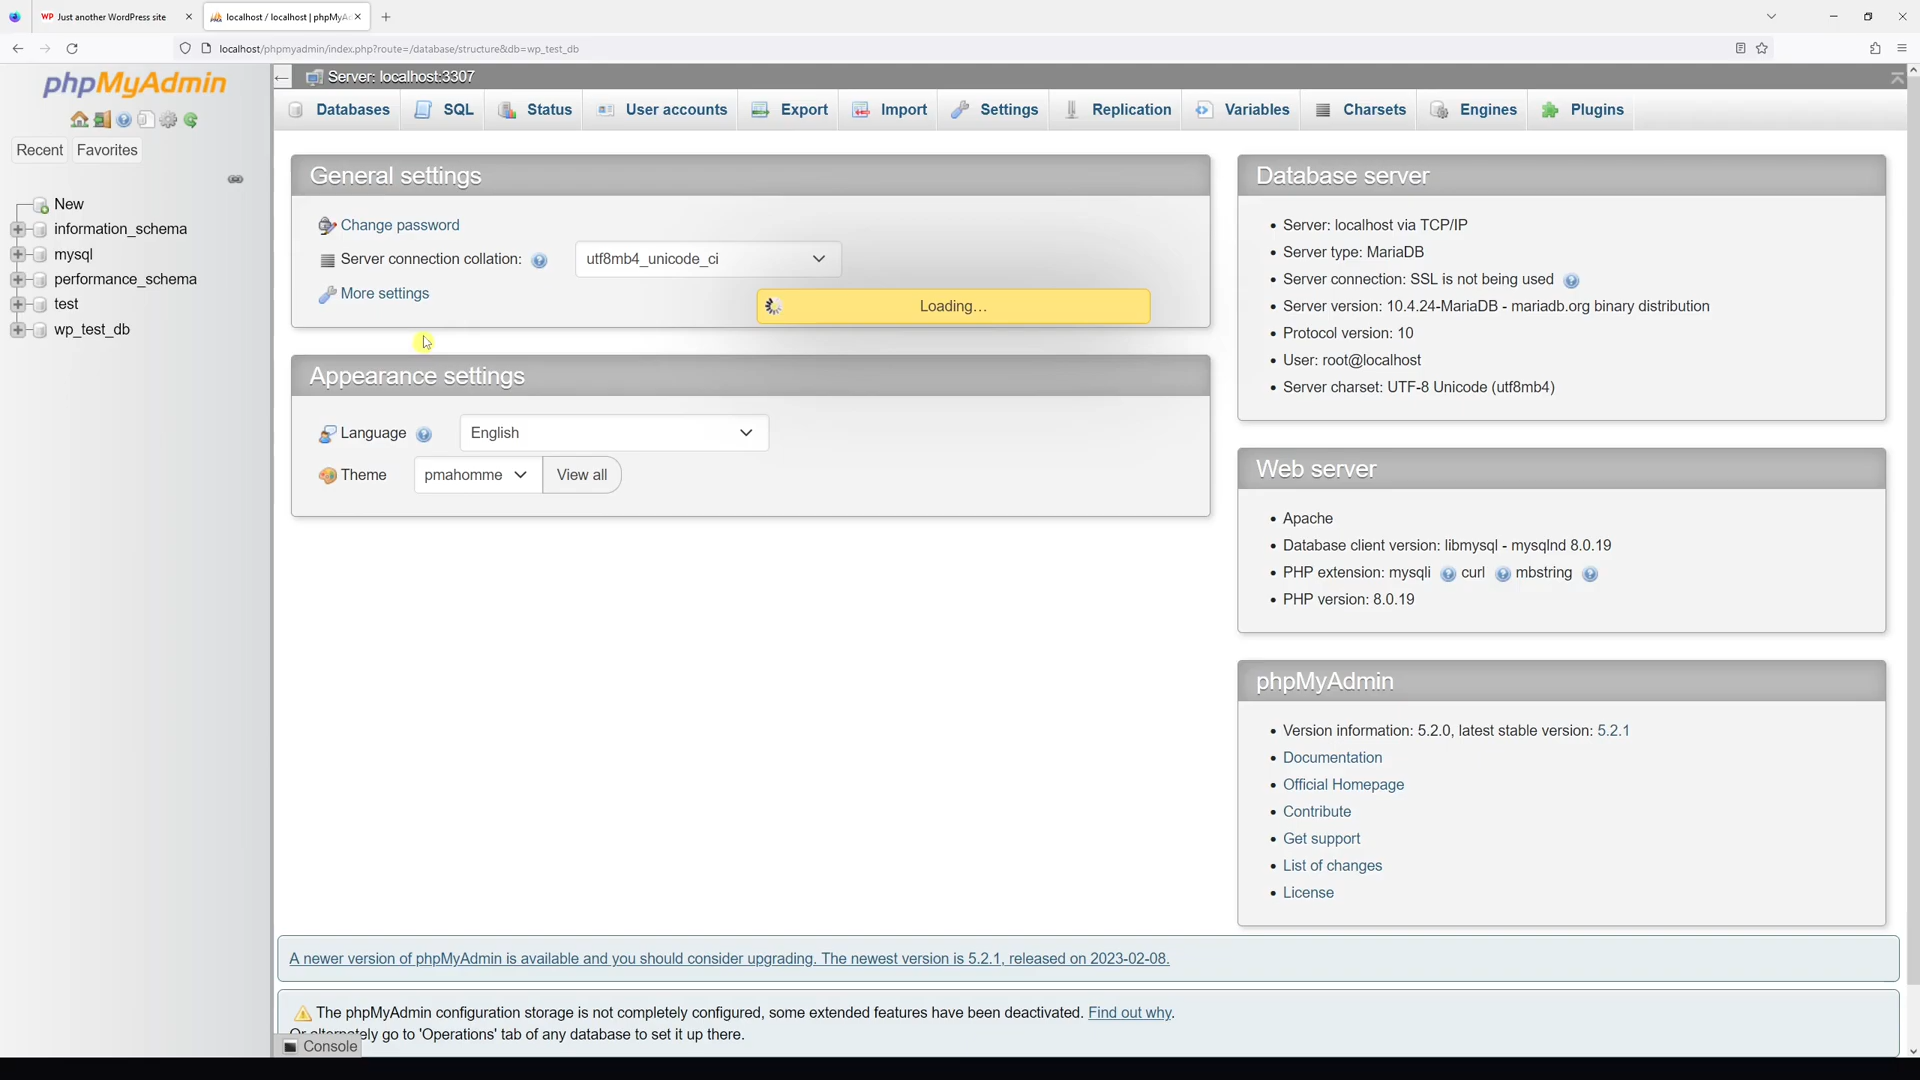 WP Just another WordPress site
localhost / localhost | phpMyA
localhost/phpmyadmin/index.php?route=/database/structure&db=wp_test_db
phpMyAdmin
Recent Favorites
New
information_schema
mysql
performance_schema
test
wp_test_db
Server: localhost:3307
Databases SQL Status User accounts Export Import Settings Replication Variables Charsets Engines Plugins
General settings
Change password
Server connection collation: utf8mb4_unicode_ci
More settings
Loading…
Appearance settings
Language English
Theme pmahomme View all
Database server
Server: localhost via TCP/IP
Server type: MariaDB
Server connection: SSL is not being used
Server version: 10.4.24-MariaDB - mariadb.org binary distribution
Protocol version: 10
User: root@localhost
Server charset: UTF-8 Unicode (utf8mb4)
Web server
Apache
Database client version: libmysql - mysqlnd 8.0.19
PHP extension: mysqli curl mbstring
PHP version: 8.0.19
phpMyAdmin
Version information: 5.2.0, latest stable version: 5.2.1
Documentation
Official Homepage
Contribute
Get support
List of changes
License
A newer version of phpMyAdmin is available and you should consider upgrading. The newest version is 5.2.1, released on 2023-02-08.
The phpMyAdmin configuration storage is not completely configured, some extended features have been deactivated. Find out why.
Or alternately go to 'Operations' tab of any database to set it up there.
Console